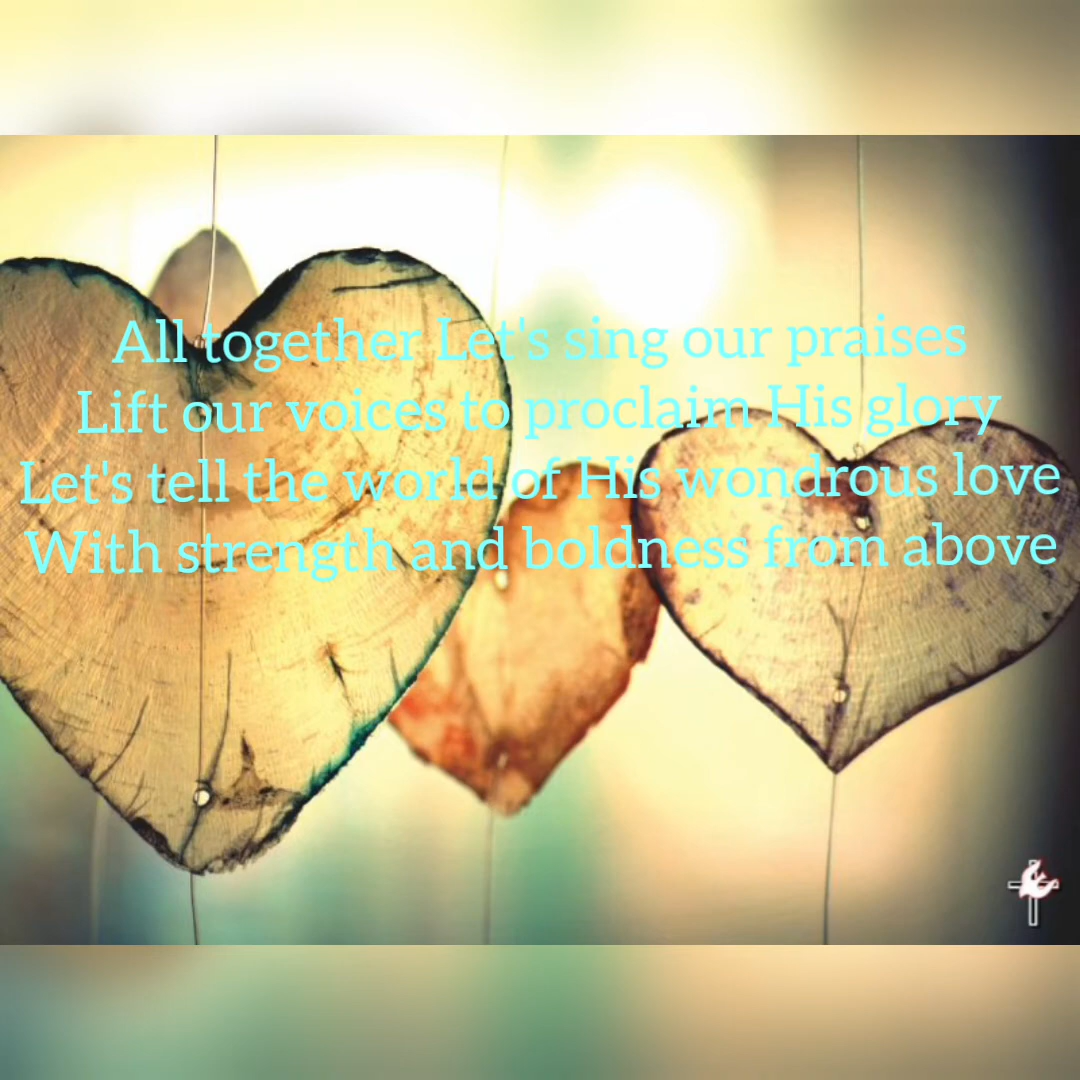 All together Let's sing our praises
Lift our voices to proclaim His glory
Let's tell the world of His wondrous love
With strength and boldness from above